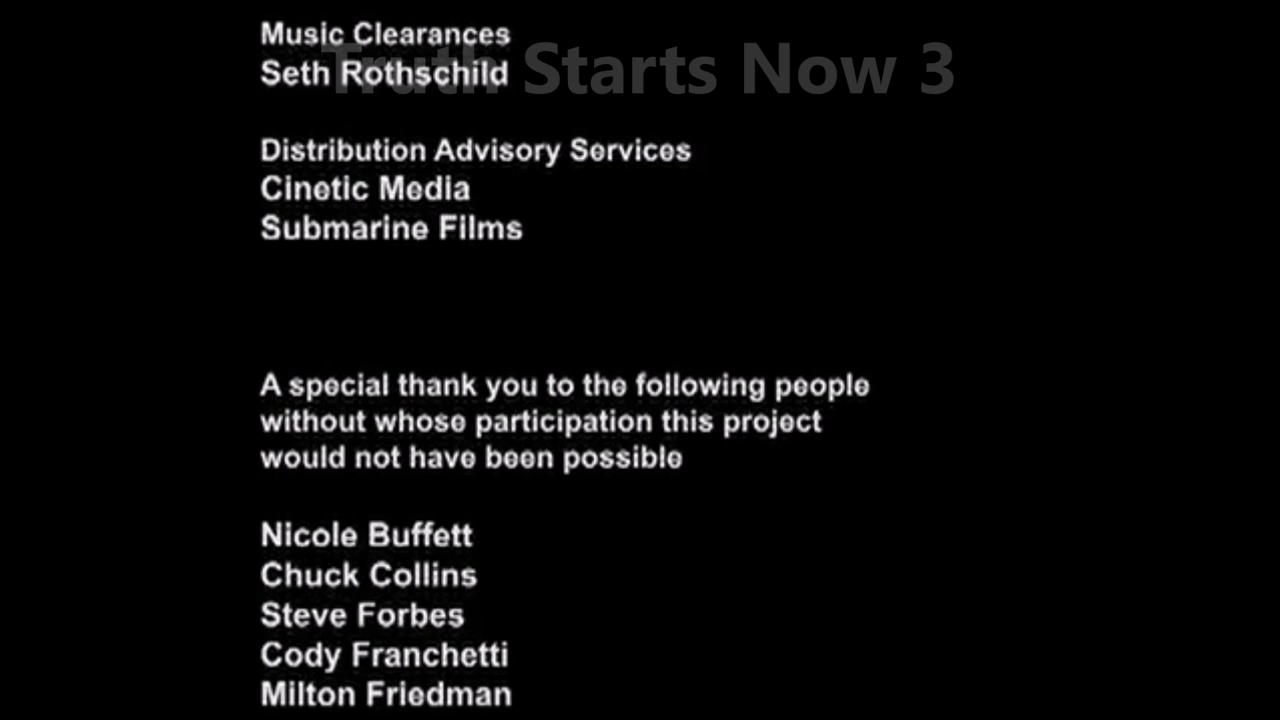 Music Clearances
Seth Rothschild
Truth Starts Now 3
Distribution Advisory Services
Cinetic Media
Submarine Films
A special thank you to the following people
without whose participation this project
would not have been possible
Nicole Buffett
Chuck Collins
Steve Forbes
Cody Franchetti
Milton Friedman